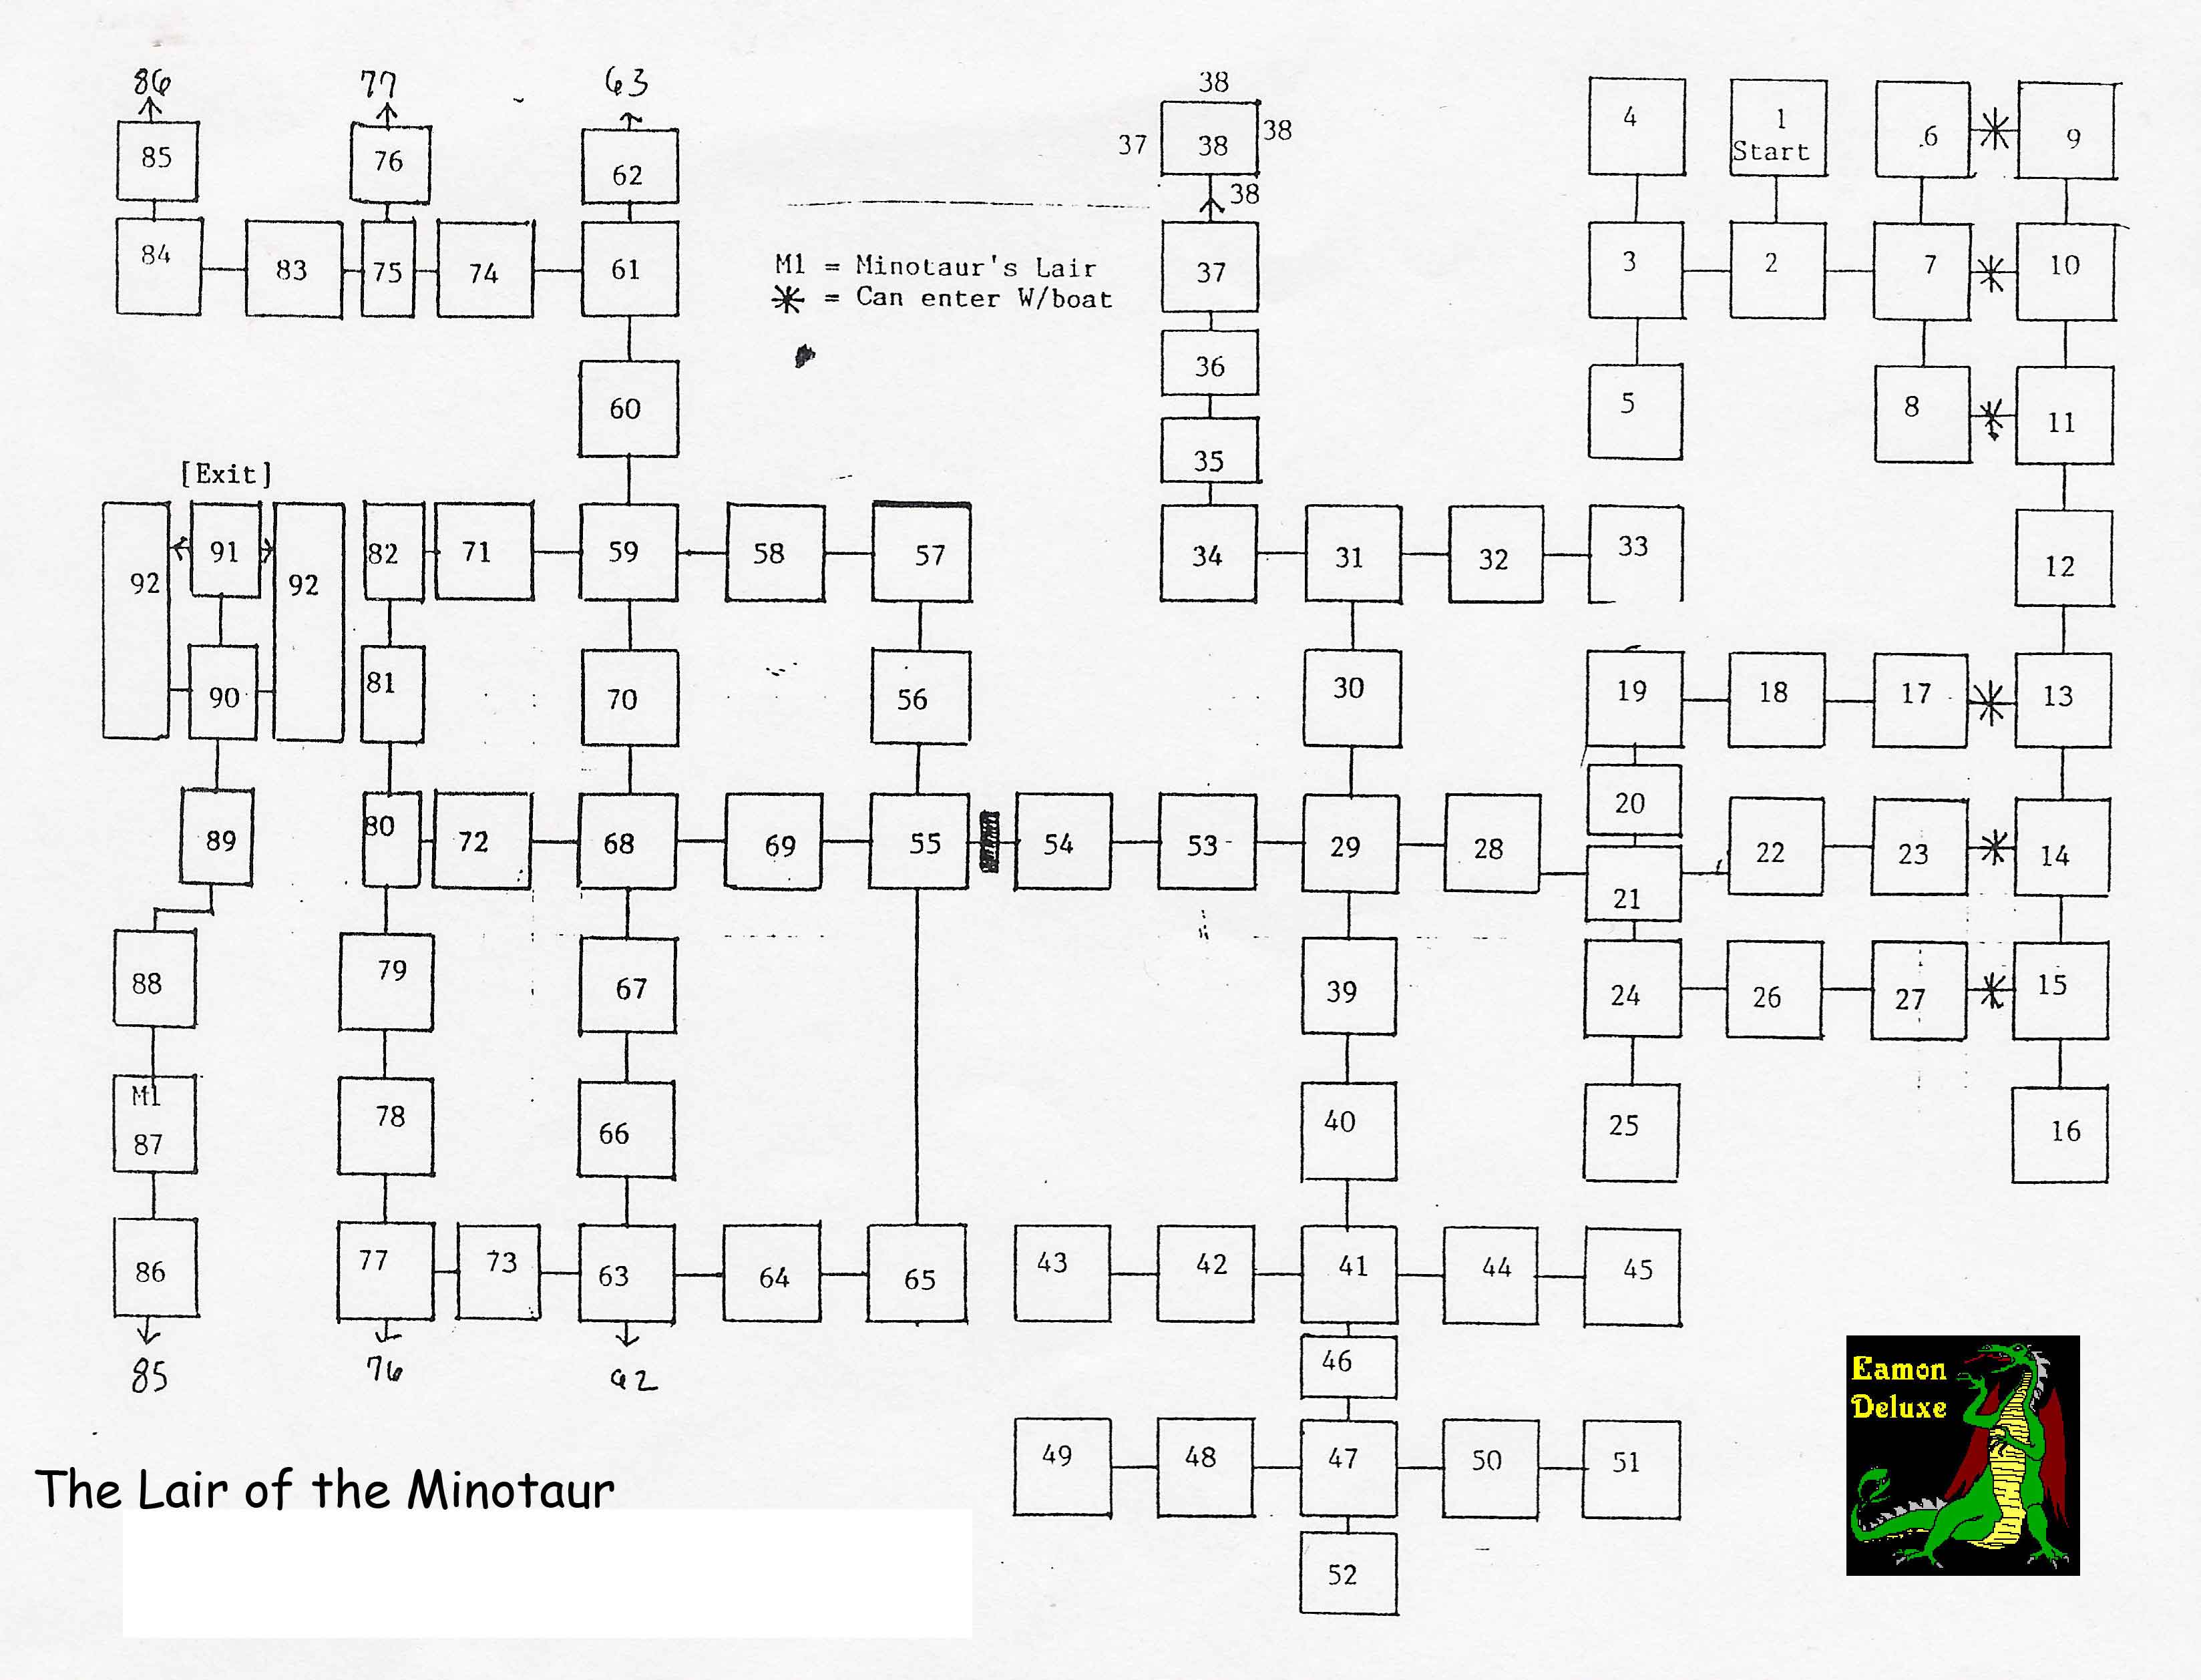 86 77 63 38
4 1 6 9
Start
85 76 62 37 38 38
38
84 83 75 74 61 37 3 2 7 10
M1 = Minotaur's Lair
✳ = Can enter W/boat
60 36 5 8 11
35
[Exit]
92 91 92 82 71 59 58 57 34 31 32 33 12
90 81 70 56 30 19 18 17 13
20
89 80 72 68 69 55 54 53 29 28 21 22 23 14
88 79 67 39 24 26 27 15
M1
87 78 66 40 25 16
86 77 73 63 64 65 43 42 41 44 45
85 76 62 46
Eamon
Deluxe
49 48 47 50 51
The Lair of the Minotaur
52